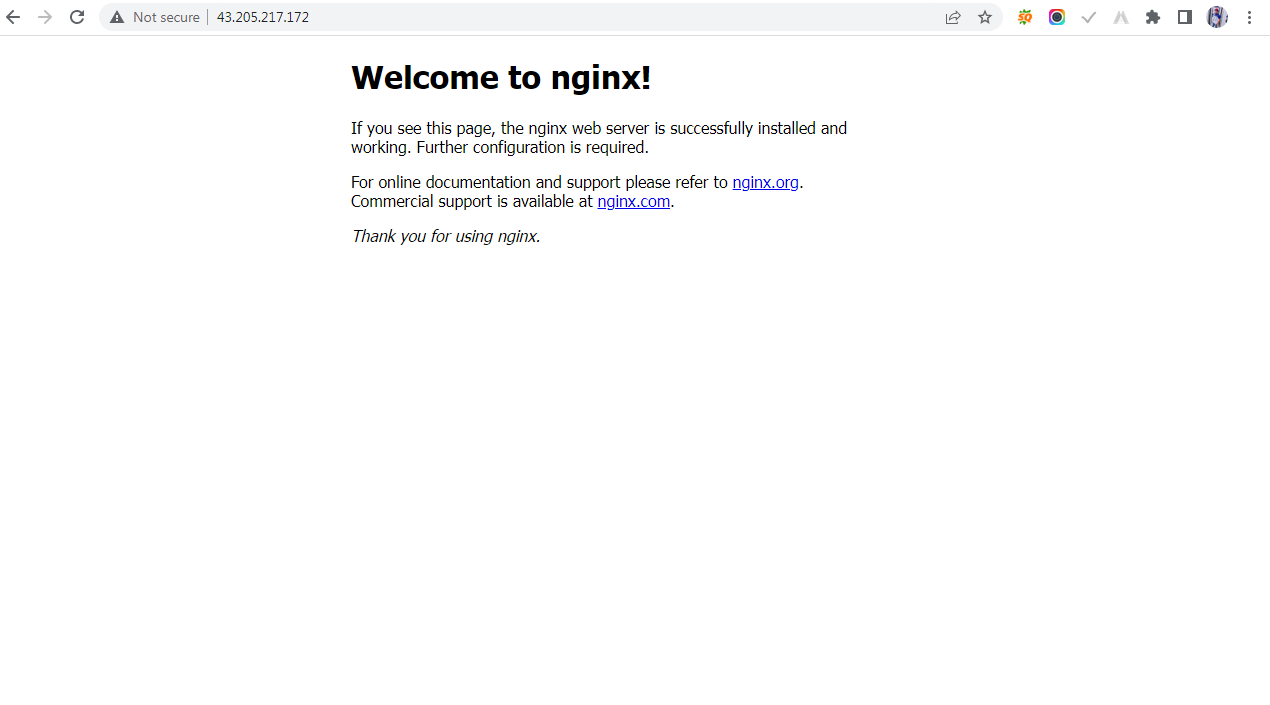 Not secure | 43.205.217.172
SQ
Welcome to nginx!
If you see this page, the nginx web server is successfully installed and
working. Further configuration is required.
For online documentation and support please refer to nginx.org.
Commercial support is available at nginx.com.
Thank you for using nginx.